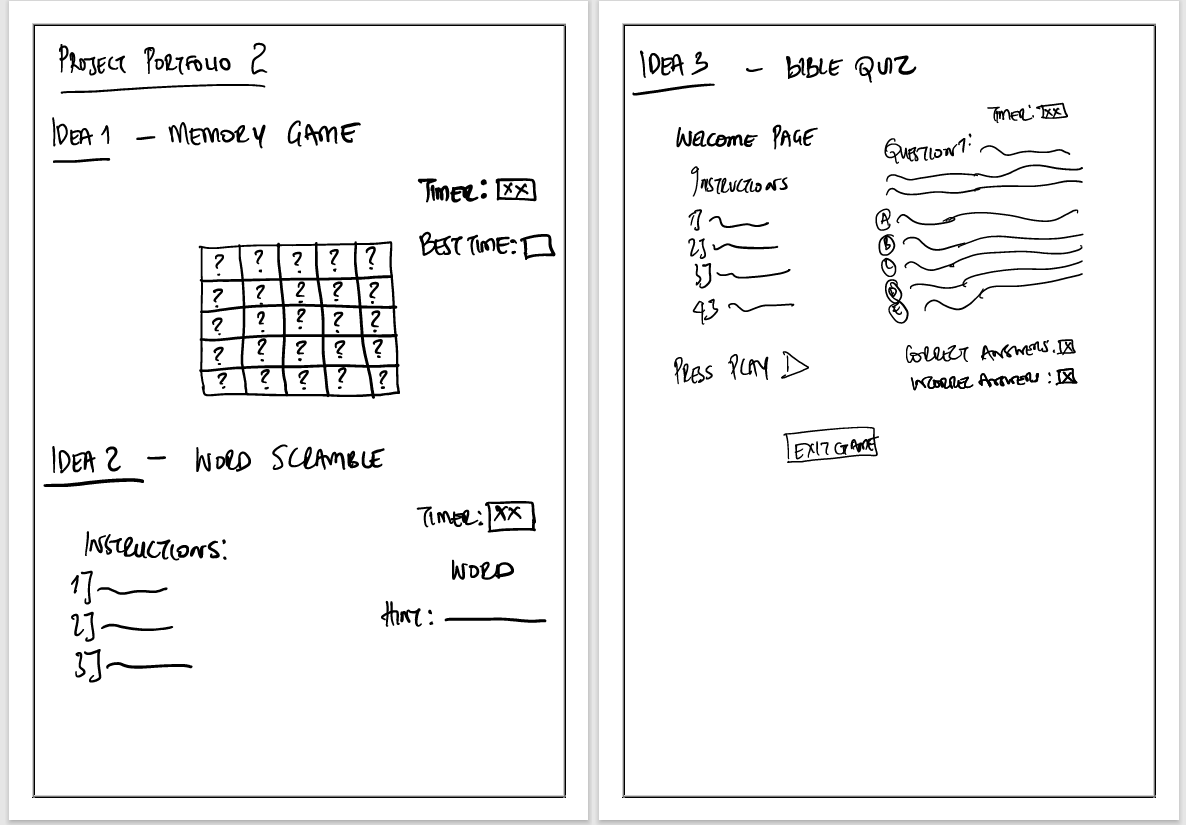 PROJECT PORTFOLIO 2
IDEA 1 - MEMORY GAME
TIMER: XX
BEST TIME:
? ? ? ? ?
? ? ? ? ?
? ? ? ? ?
? ? ? ? ?
? ? ? ? ?
IDEA 2 - WORD SCRAMBLE
TIMER: XX
INSTRUCTIONS:
1]
2]
3]
WORD
HINT:
IDEA 3 - BIBLE QUIZ
WELCOME PAGE
INSTRUCTIONS
1]
2]
3]
4]
PRESS PLAY
TIMER: XX
QUESTION 1:
A
B
C
D
E
CORRECT ANSWERS: X
INCORREC ANSWERS: X
EXIT GAME